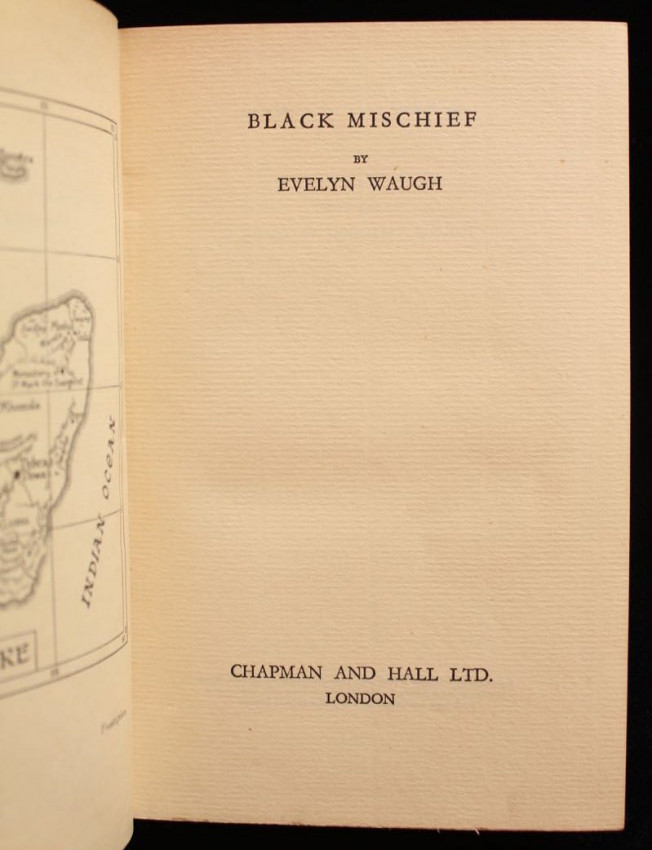 INDIAN OCEAN
BLACK MISCHIEF
BY
EVELYN WAUGH
CHAPMAN AND HALL LTD.
LONDON